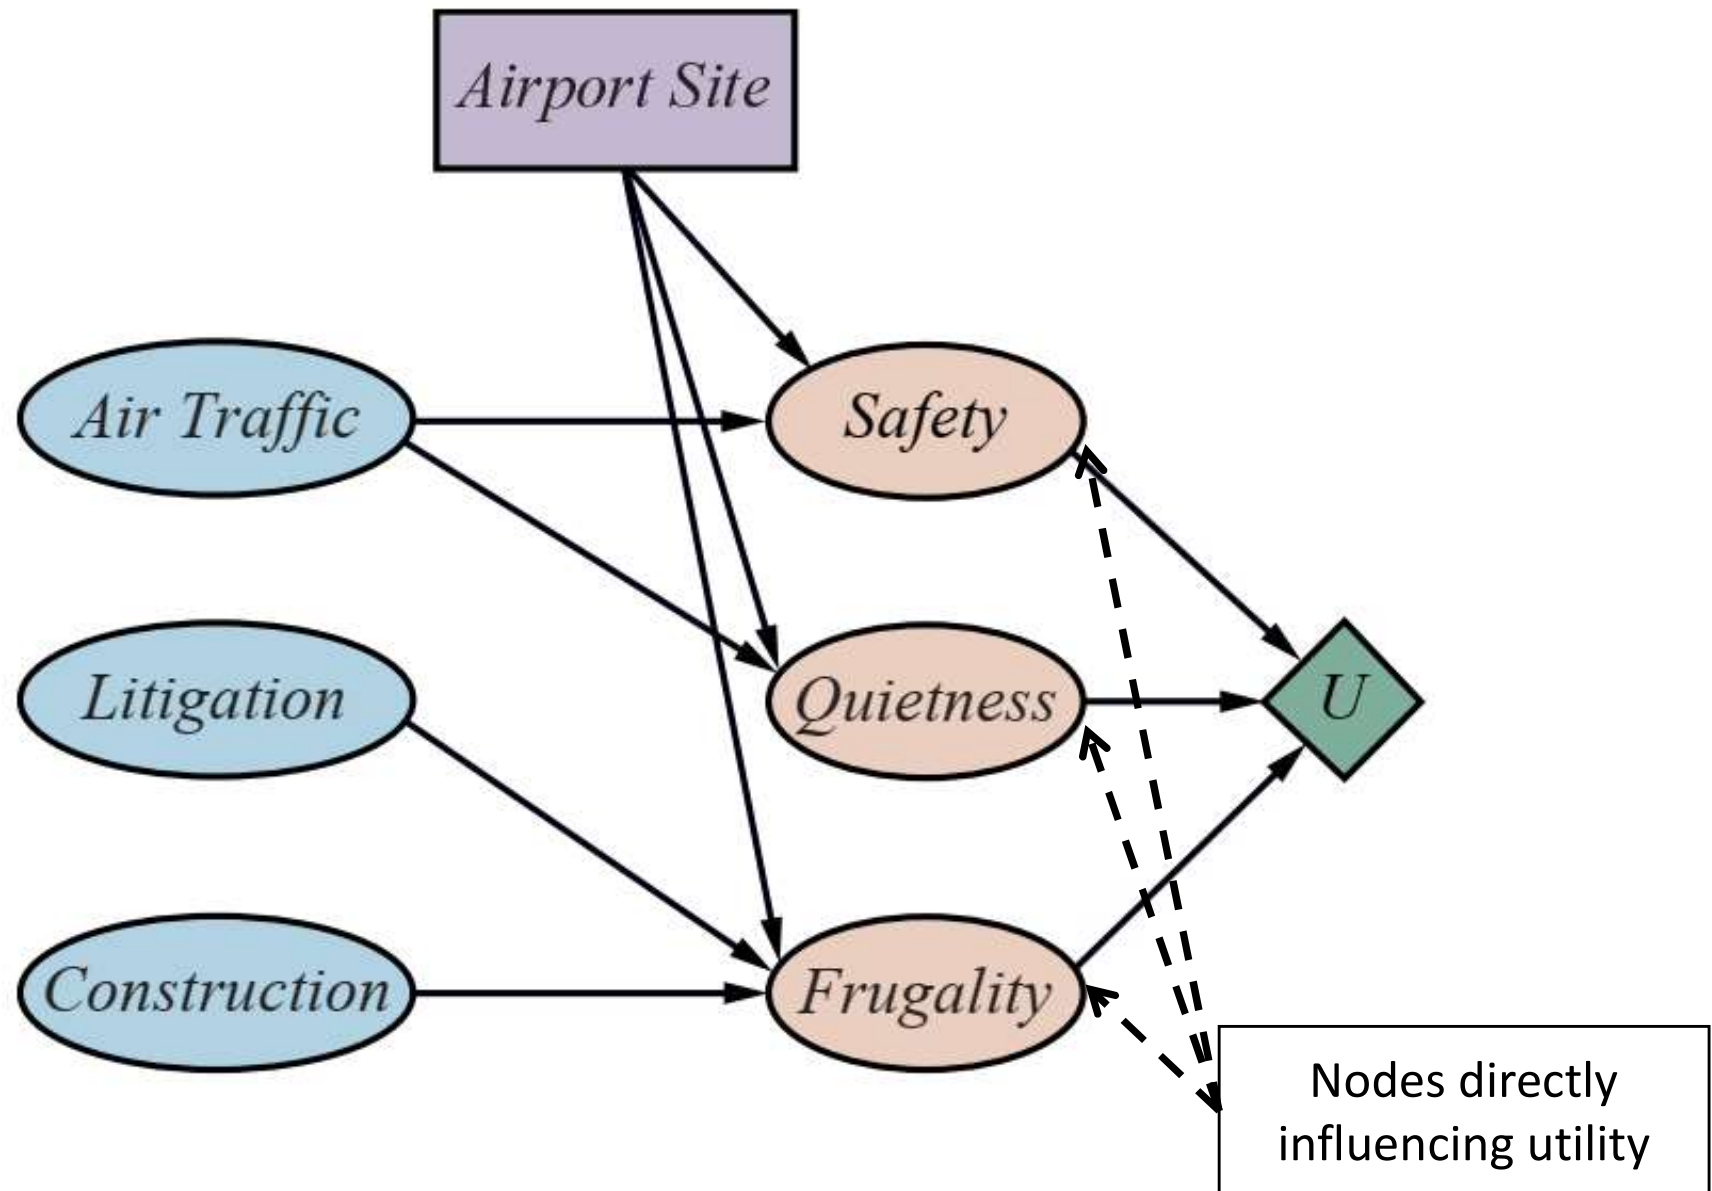 Airport Site
Air Traffic
Safety
Litigation
Quietness
U
Construction
Frugality
Nodes directly
influencing utility